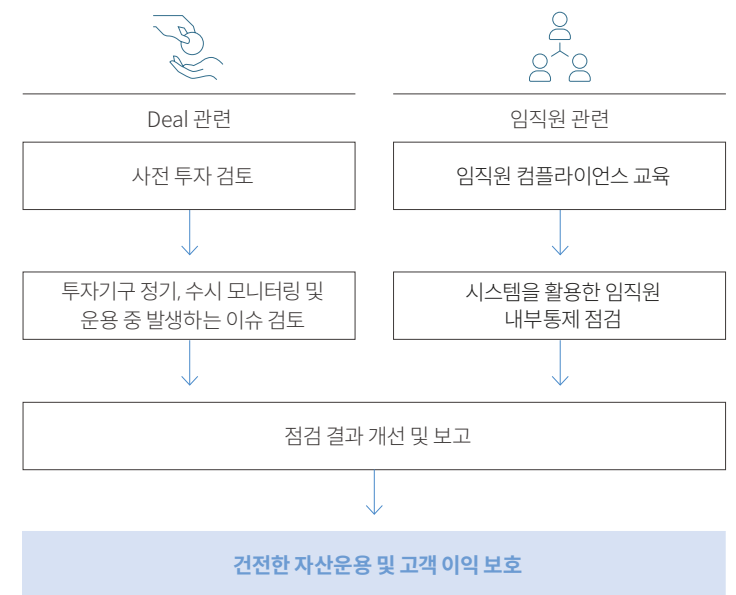 Deal 관련
임직원 관련
사전 투자 검토
임직원 컴플라이언스 교육
투자기구 정기, 수시 모니터링 및
운용 중 발생하는 이슈 검토
시스템을 활용한 임직원
내부통제 점검
점검 결과 개선 및 보고
건전한 자산운용 및 고객 이익 보호